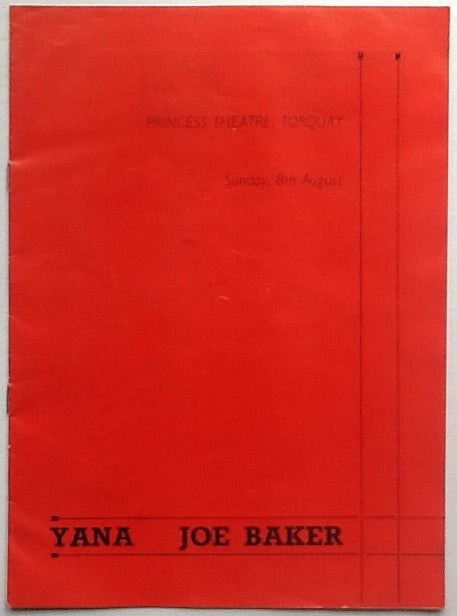 PRINCESS THEATRE, TORQUAY
Sunday, 8th August
YANA JOE BAKER